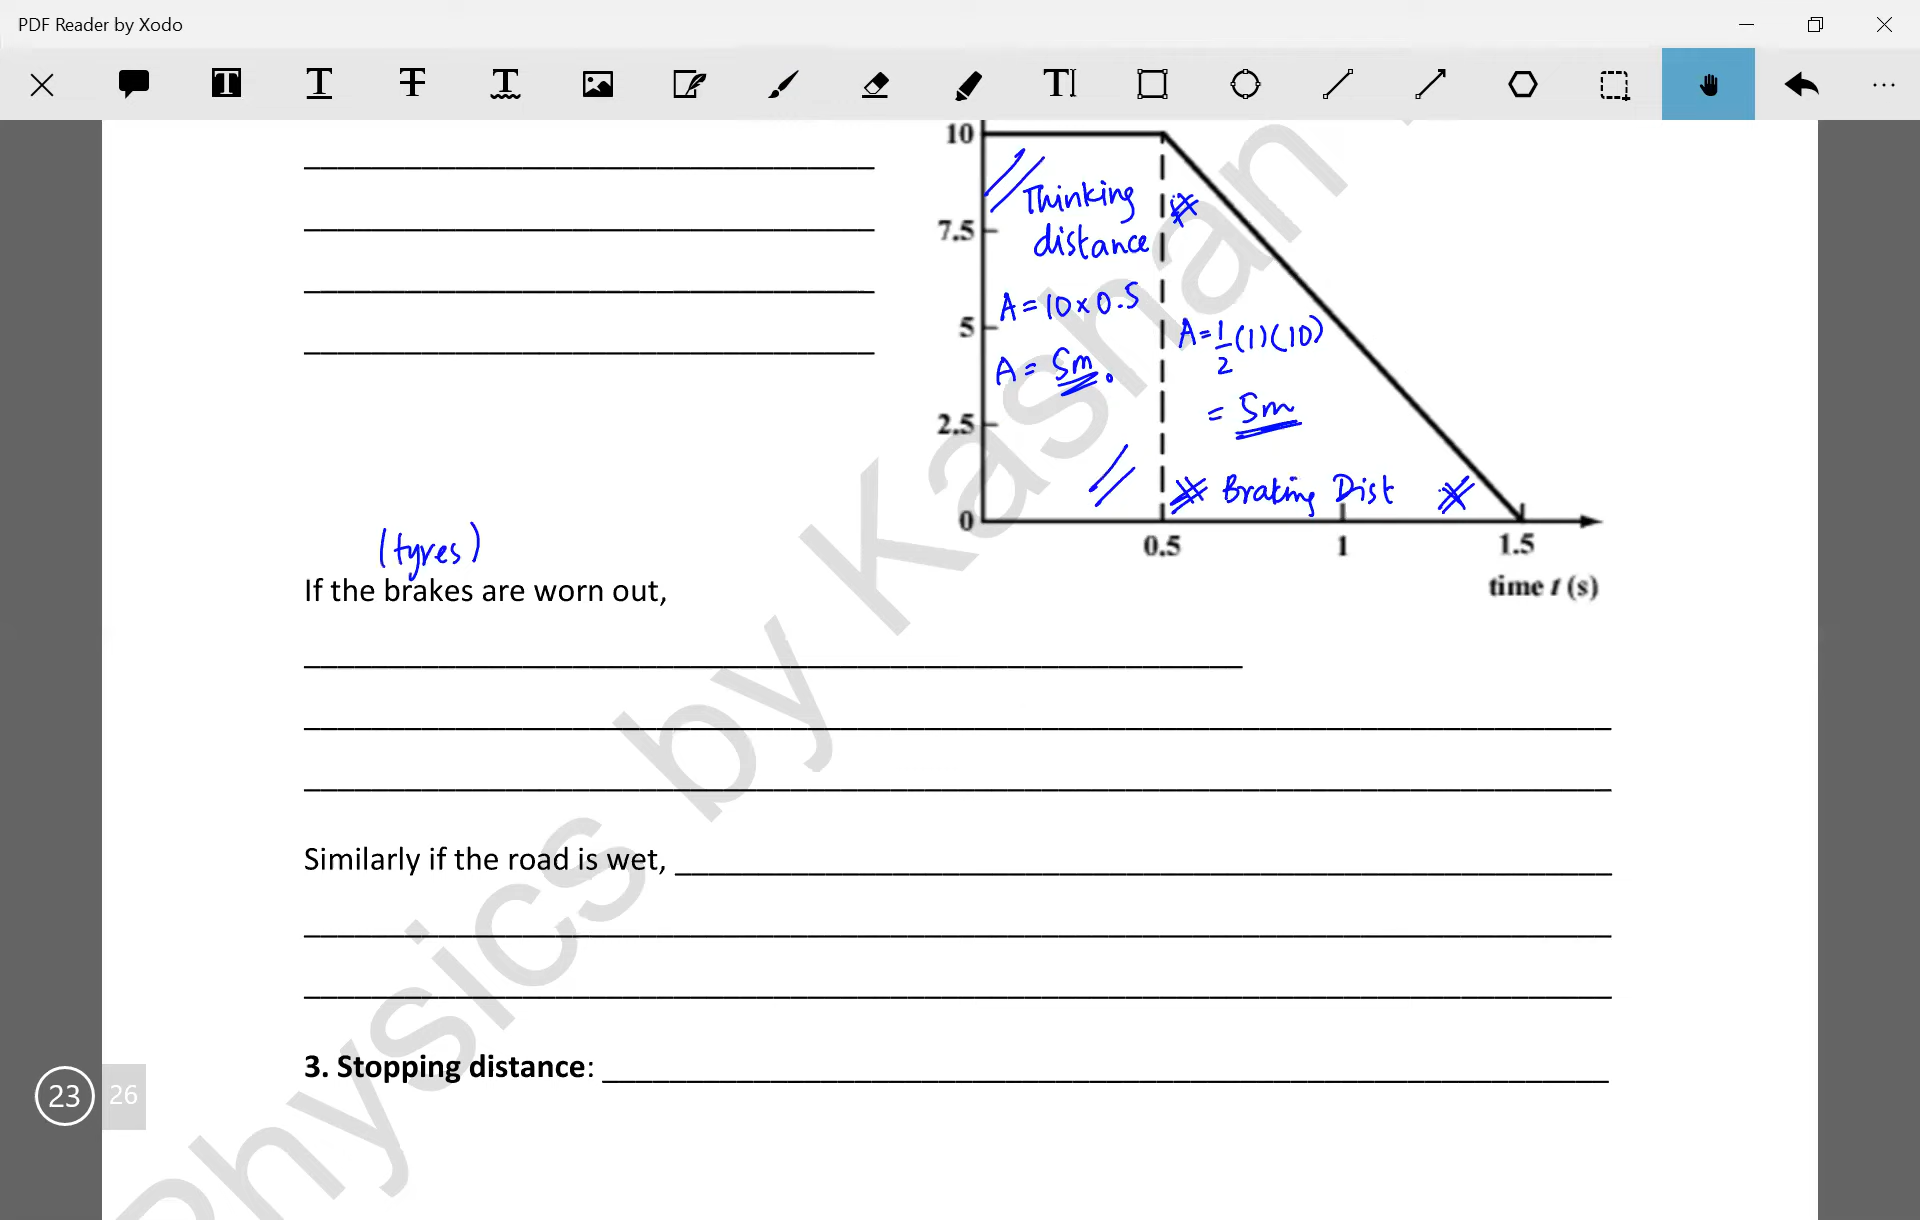 PDF Reader by Xodo
10
Thinking
distance
7.5
A = 10 x 0.5
5
A = 1/2 (1)(10)
A = 5m.
= 5m
2.5
Braking Dist
0
0.5 1 1.5
time t (s)
(tyres)
If the brakes are worn out,
Similarly if the road is wet,
3. Stopping distance:
23 26
Physics by Kashan